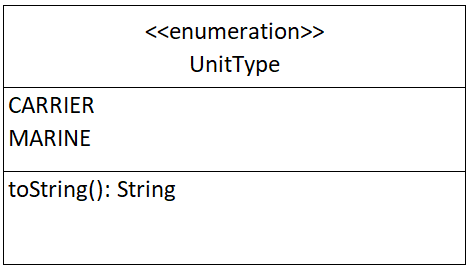 <<enumeration>>
UnitType
CARRIER
MARINE
toString(): String